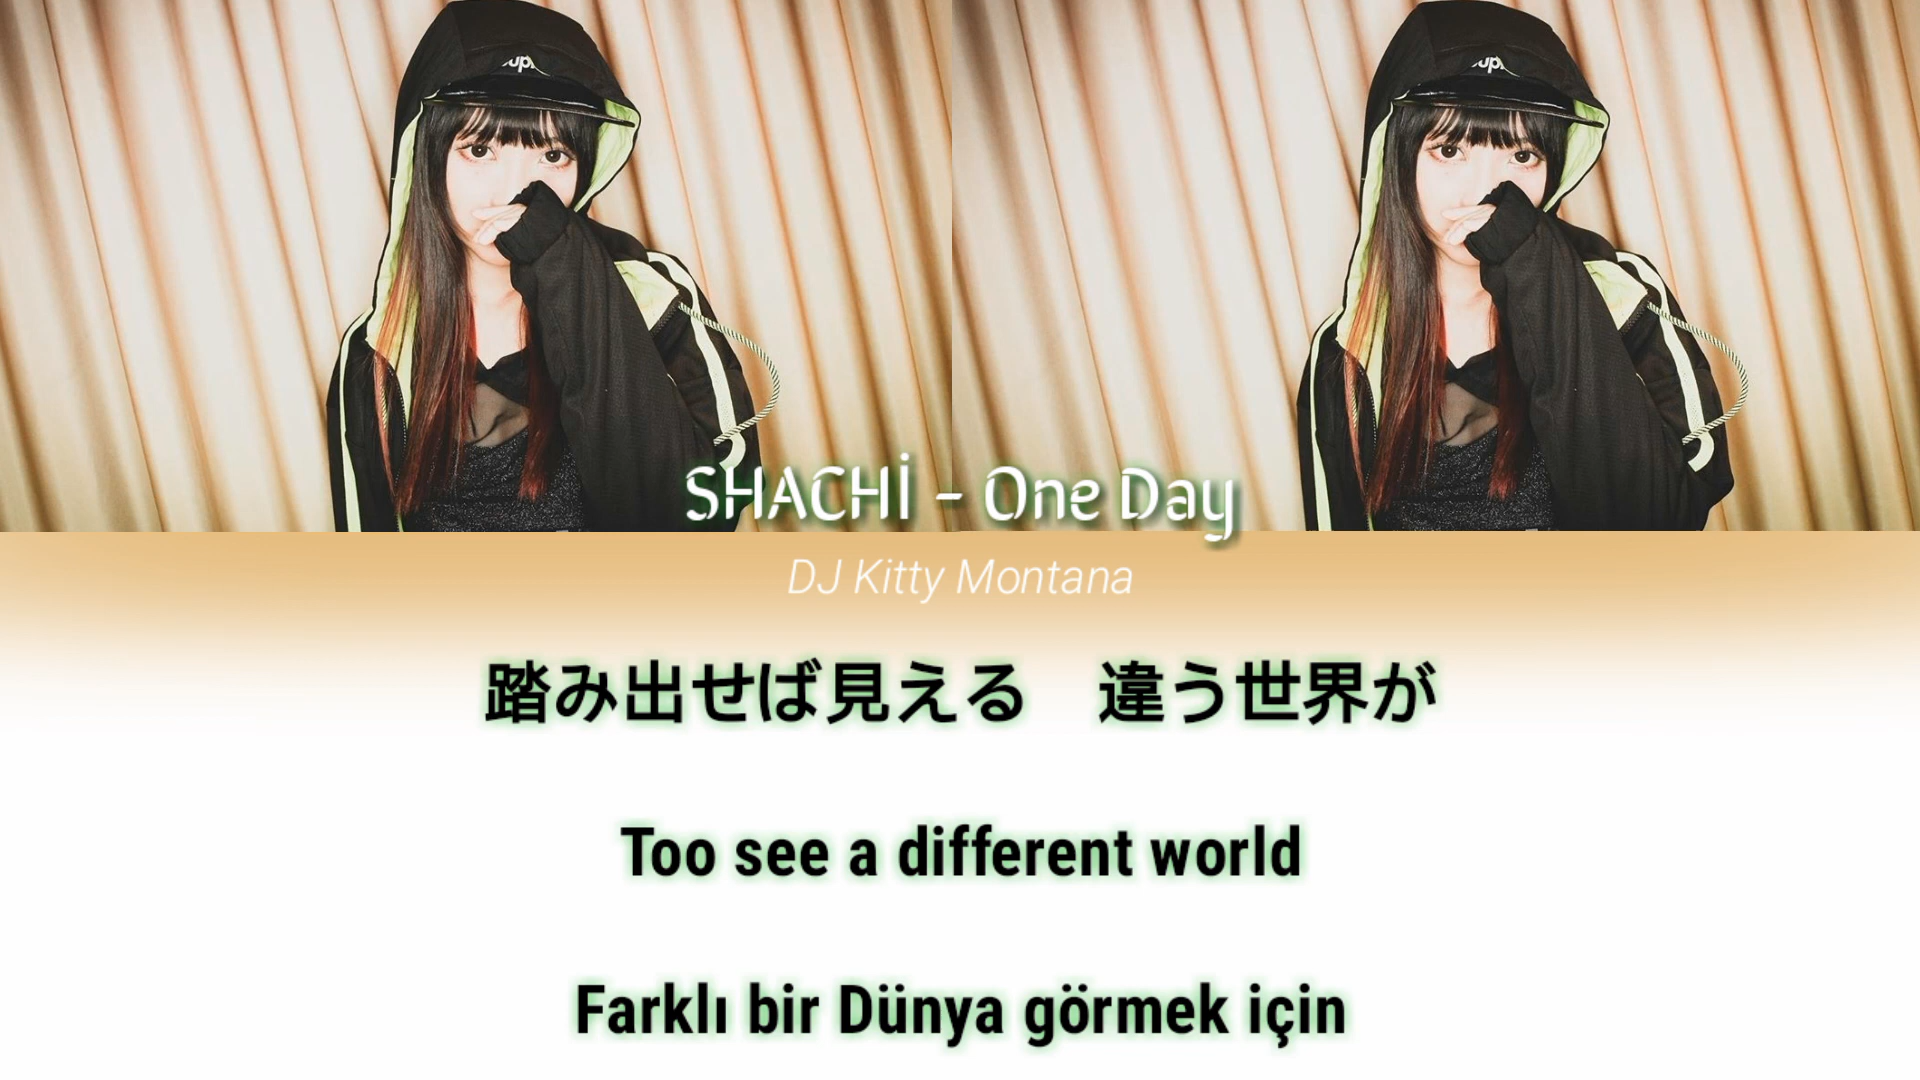 SHACHİ - One Day
DJ Kitty Montana
踏み出せば見える　違う世界が
Too see a different world
Farklı bir Dünya görmek için